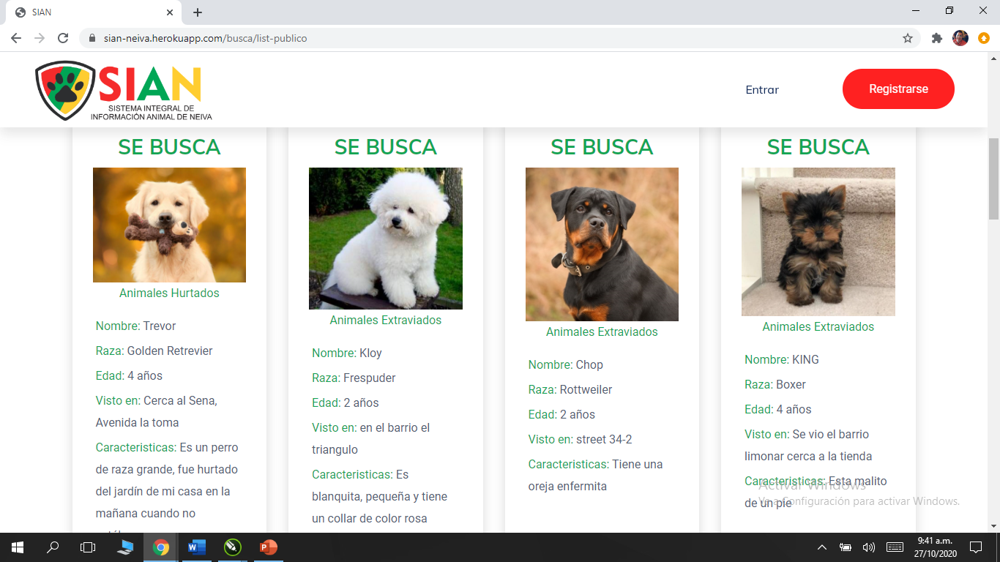 SIAN
sian-neiva.herokuapp.com/busca/list-publico
SIAN
SISTEMA INTEGRAL DE
INFORMACIÓN ANIMAL DE NEIVA
Entrar
Registrarse
SE BUSCA
Animales Hurtados
Nombre: Trevor
Raza: Golden Retrevier
Edad: 4 años
Visto en: Cerca al Sena,
Avenida la toma
Caracteristicas: Es un perro
de raza grande, fue hurtado
del jardín de mi casa en la
mañana cuando no
SE BUSCA
Animales Extraviados
Nombre: Kloy
Raza: Frespuder
Edad: 2 años
Visto en: en el barrio el
triangulo
Caracteristicas: Es
blanquita, pequeña y tiene
un collar de color rosa
SE BUSCA
Animales Extraviados
Nombre: Chop
Raza: Rottweiler
Edad: 2 años
Visto en: street 34-2
Caracteristicas: Tiene una
oreja enfermita
SE BUSCA
Animales Extraviados
Nombre: KING
Raza: Boxer
Edad: 4 años
Visto en: Se vio el barrio
limonar cerca a la tienda
Caracteristicas: Esta malito
de un pie
Activar Windows
Ve a Configuración para activar Windows.
9:41 a.m.
27/10/2020